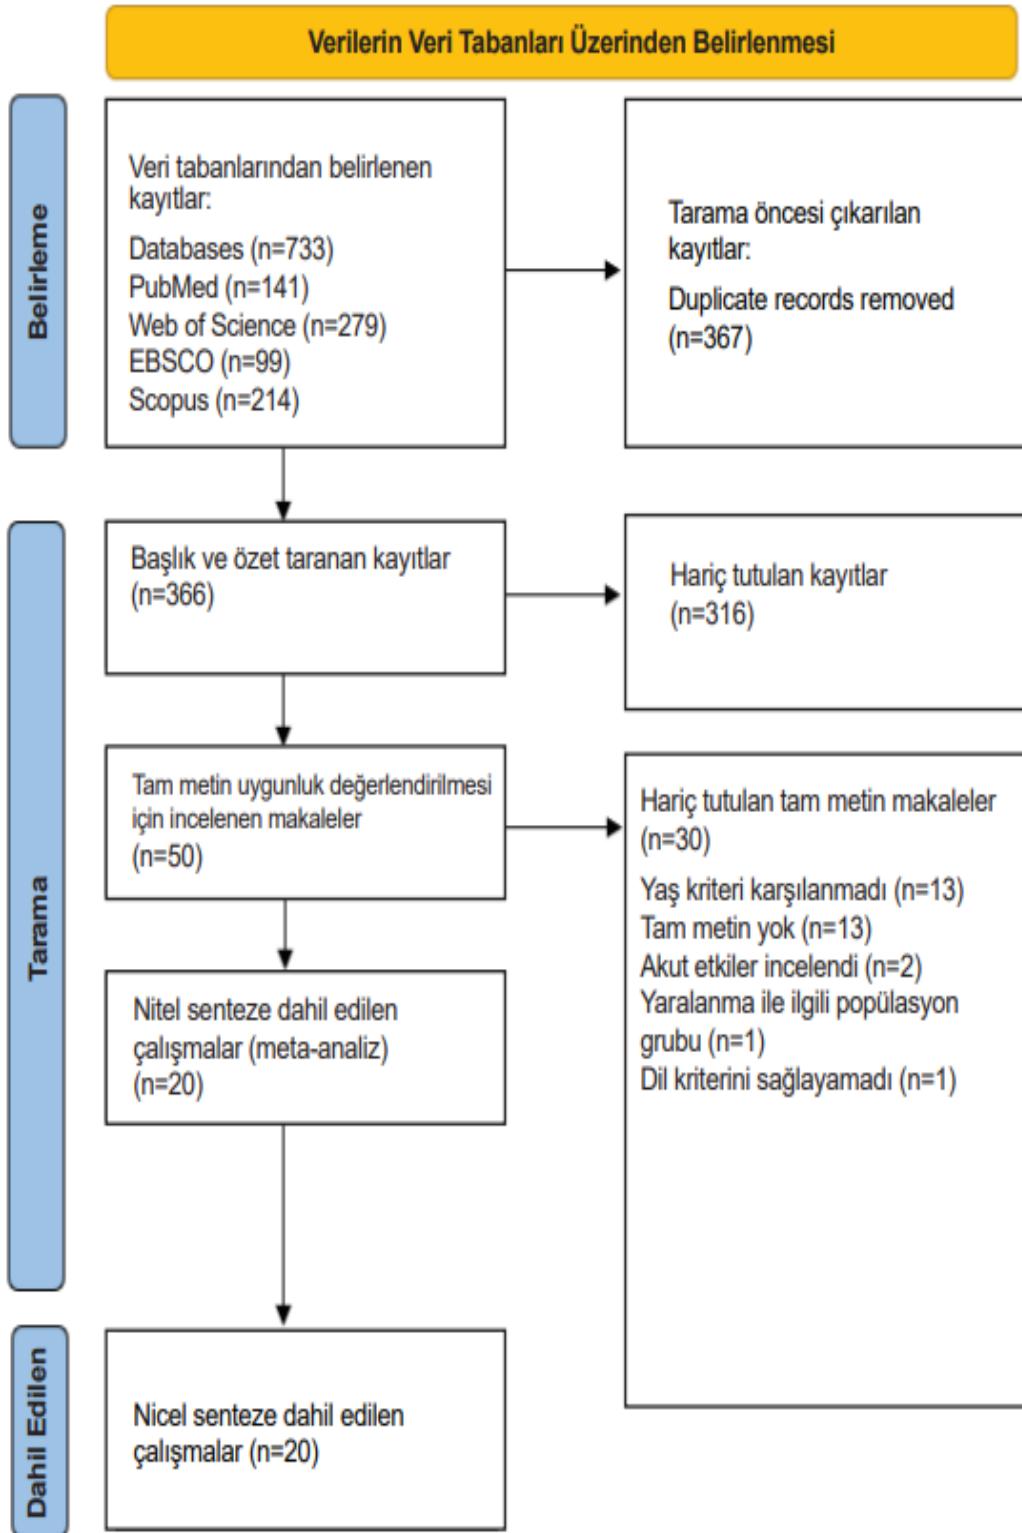 Verilerin Veri Tabanları Üzerinden Belirlenmesi
Belirleme
Veri tabanlarından belirlenen
kayıtlar:
Databases (n=733)
PubMed (n=141)
Web of Science (n=279)
EBSCO (n=99)
Scopus (n=214)
Tarama öncesi çıkarılan
kayıtlar:
Duplicate records removed
(n=367)
Tarama
Başlık ve özet taranan kayıtlar
(n=366)
Hariç tutulan kayıtlar
(n=316)
Tam metin uygunluk değerlendirilmesi
için incelenen makaleler
(n=50)
Hariç tutulan tam metin makaleler
(n=30)
Yaş kriteri karşılanmadı (n=13)
Tam metin yok (n=13)
Akut etkiler incelendi (n=2)
Yaralanma ile ilgili popülasyon
grubu (n=1)
Dil kriterini sağlayamadı (n=1)
Nitel senteze dahil edilen
çalışmalar (meta-analiz)
(n=20)
Dahil Edilen
Nicel senteze dahil edilen
çalışmalar (n=20)